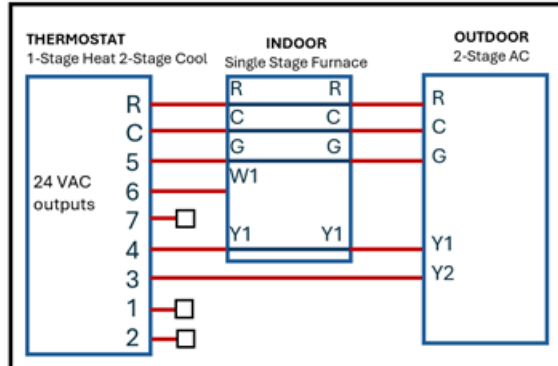 THERMOSTAT
1-Stage Heat 2-Stage Cool
INDOOR
Single Stage Furnace
OUTDOOR
2-Stage AC
24 VAC
outputs
R
C
5
6
7
4
3
1
2
R R
C C
G G
W1
Y1 Y1
R
C
G
Y1
Y2